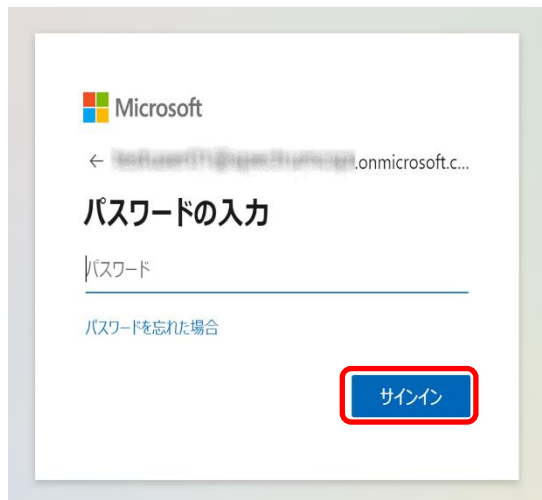 Microsoft
← .onmicrosoft.c...
パスワードの入力
パスワード
パスワードを忘れた場合
サインイン